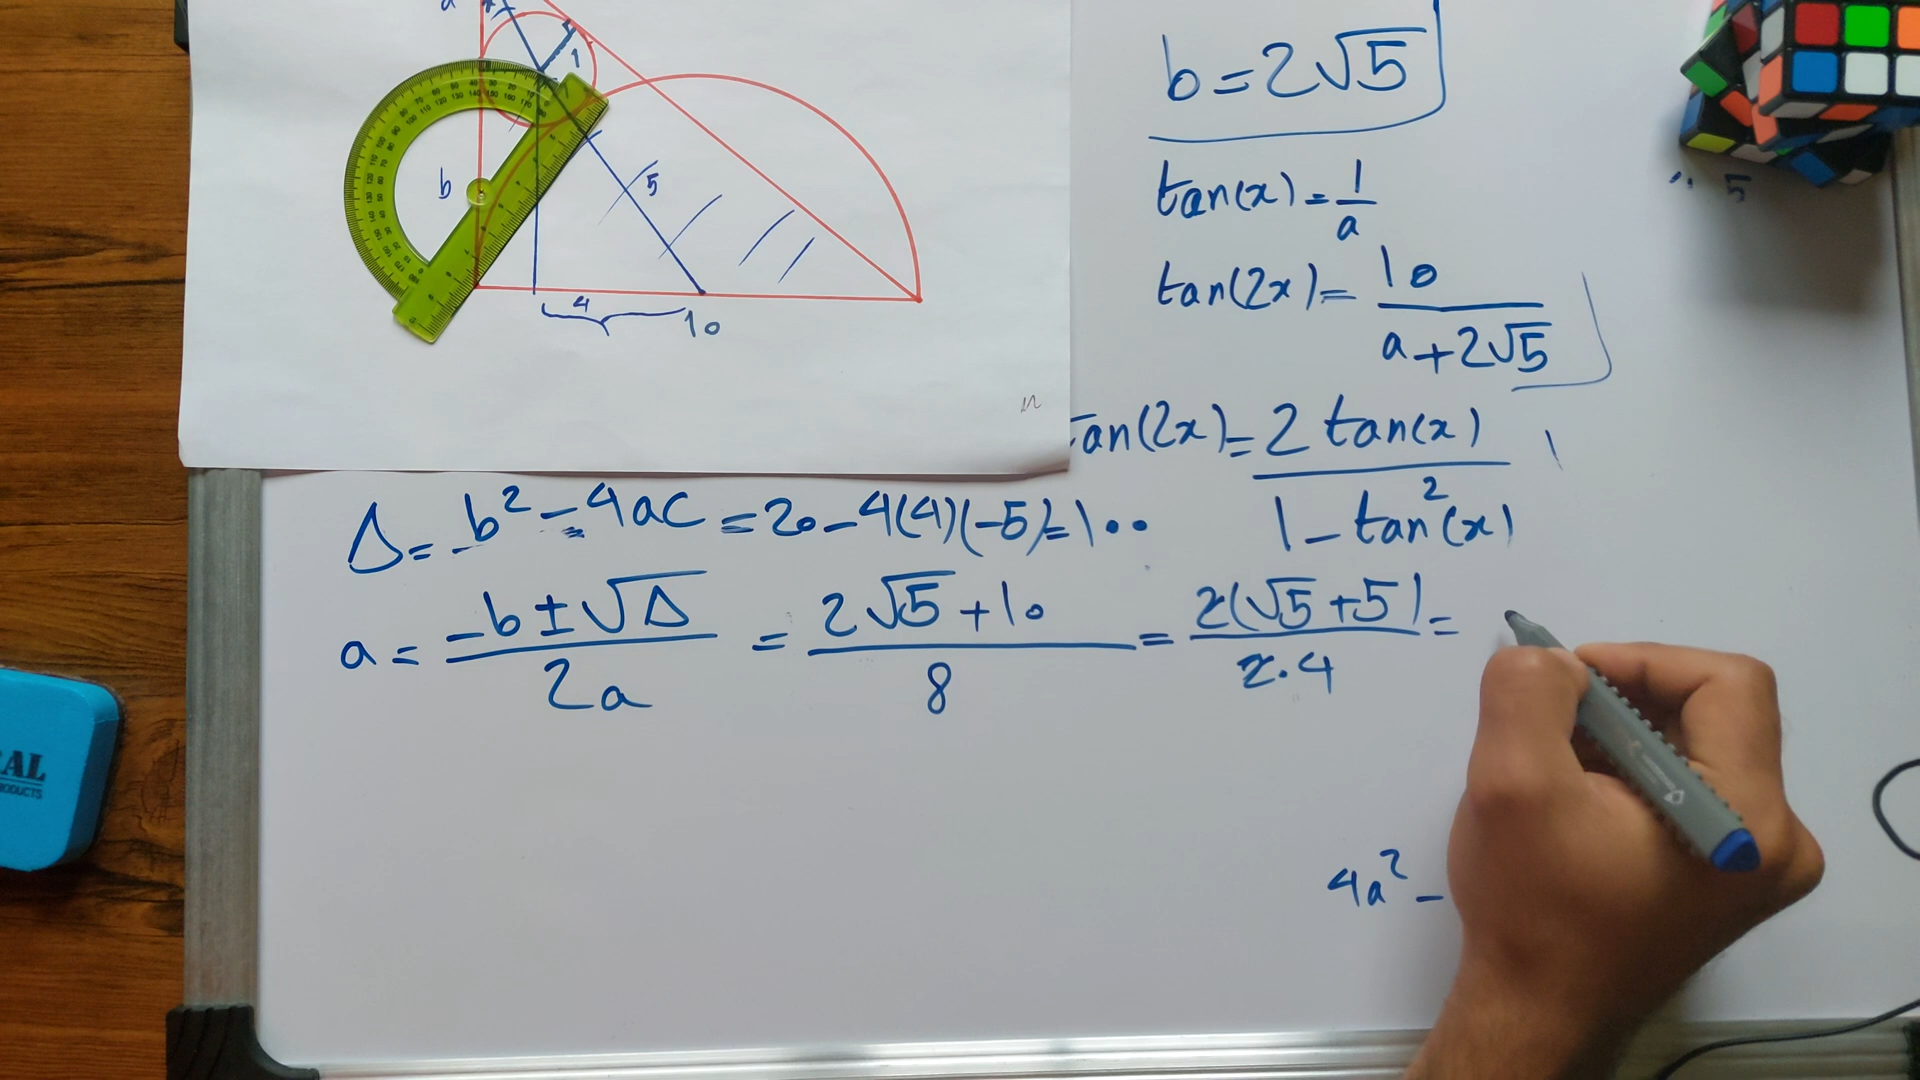 a
x
1
b
5
4
10
b = 2√5
tan(x) = 1/a
tan(2x) = 10/(a + 2√5)
tan(2x) = 2 tan(x)/(1 - tan²(x))
Δ = b² - 4ac = 20 - 4(4)(-5) = 100
a = (-b ± √Δ)/2a = (2√5 + 10)/8 = 2(√5 + 5)/2.4 =
4a² -
5